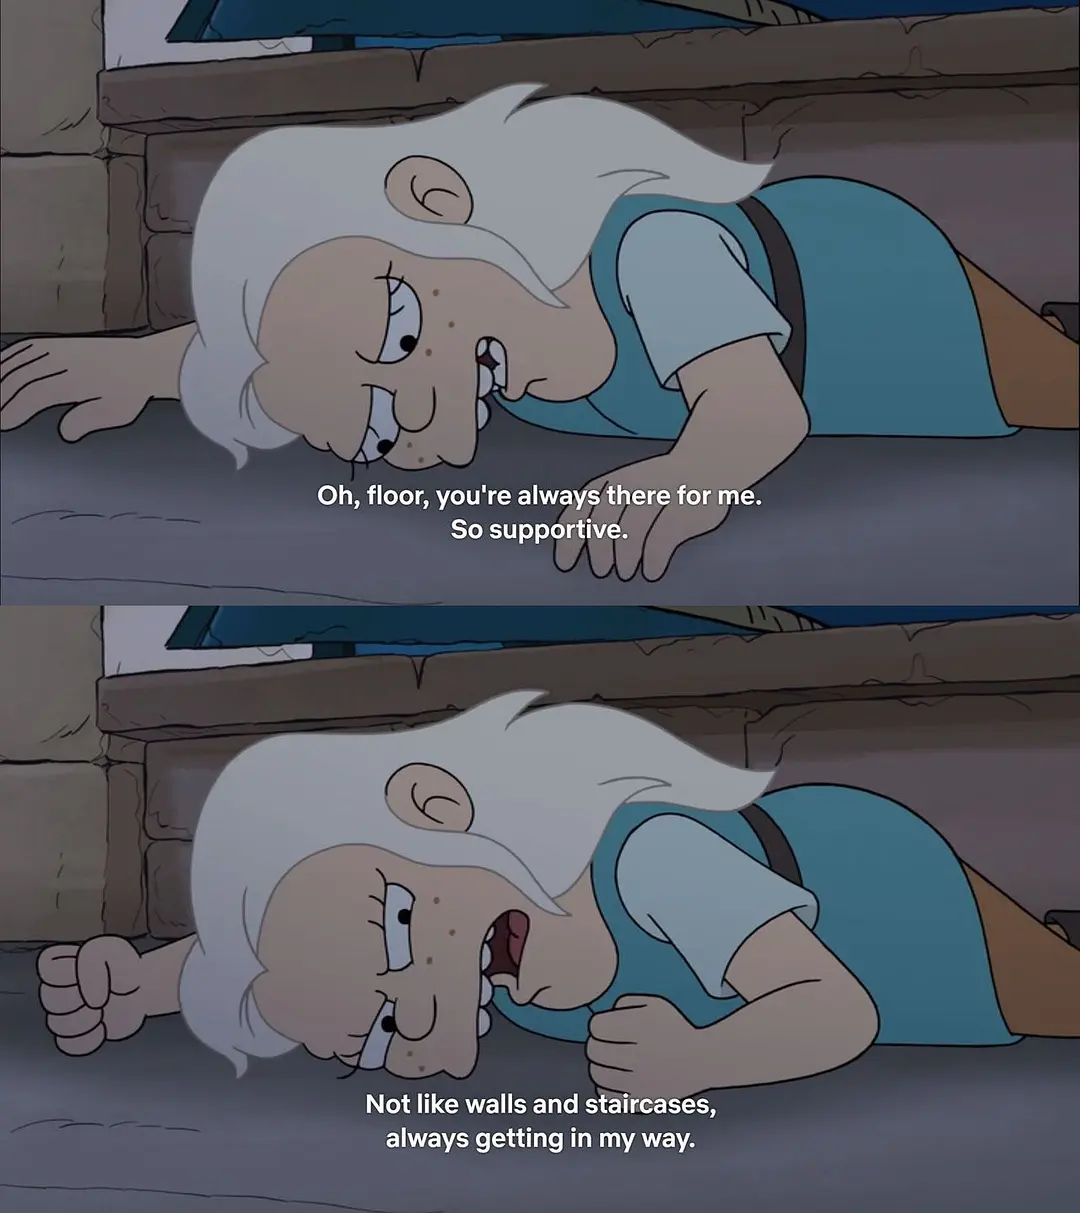 Oh, floor, you're always there for me.
So supportive.
Not like walls and staircases,
always getting in my way.